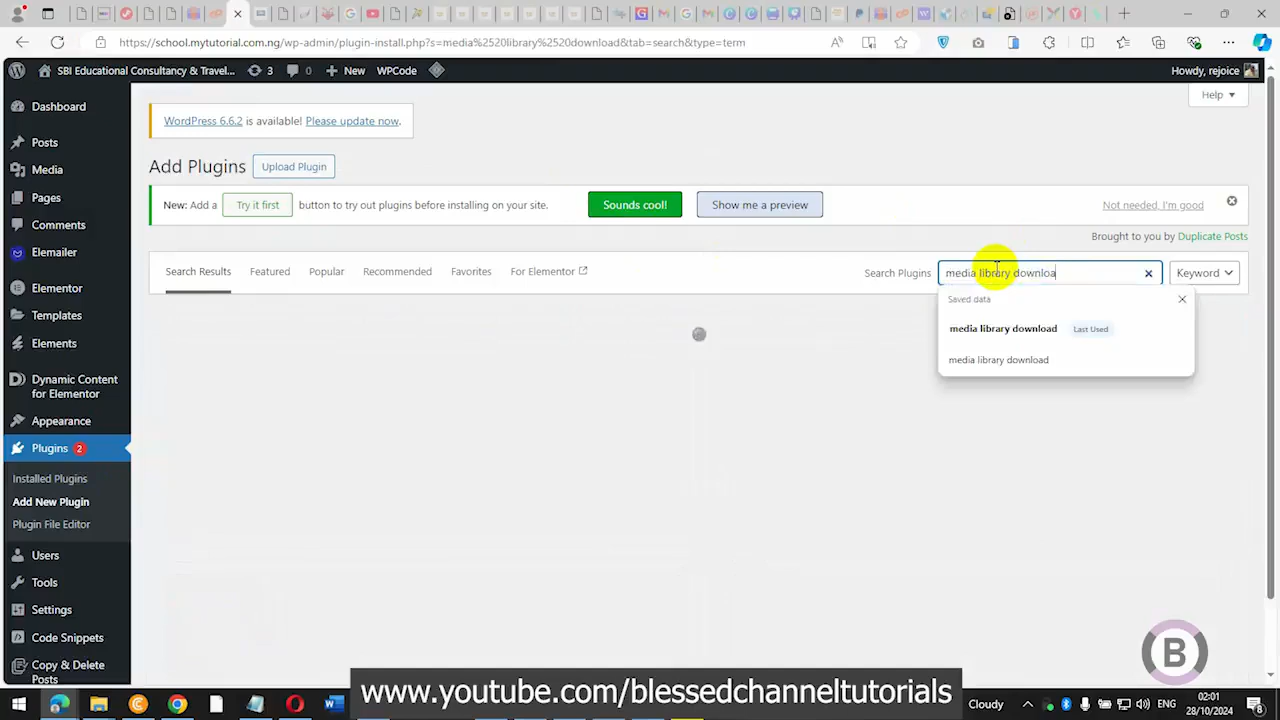 https://school.mytutorial.com.ng/wp-admin/plugin-install.php?s=media%2520library%2520download&tab=search&type=term
SBI Educational Consultancy & Travel... 3 0 New WPCode Howdy, rejoice
Help
Dashboard
Posts
Media
Pages
Comments
Elemailer
Elementor
Templates
Elements
Dynamic Content
for Elementor
Appearance
Plugins 2
Installed Plugins
Add New Plugin
Plugin File Editor
Users
Tools
Settings
Code Snippets
Copy & Delete
Posts
WordPress 6.6.2 is available! Please update now.
Add Plugins Upload Plugin
New: Add a Try it first button to try out plugins before installing on your site. Sounds cool! Show me a preview Not needed, I'm good
Brought to you by Duplicate Posts
Search Results Featured Popular Recommended Favorites For Elementor Search Plugins media library downloa Keyword
Saved data
media library download Last Used
media library download
B
www.youtube.com/blessedchanneltutorials
Cloudy ENG 02:01
28/10/2024 8